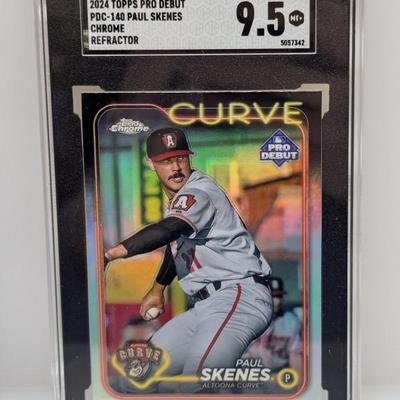 2024 TOPPS PRO DEBUT
PDC-140 PAUL SKENES
CHROME
REFRACTOR
9.5
MT+
5057342
CURVE
Topps
Chrome
PRO
DEBUT
A
A
CURVE
PAUL
SKENES
ALTOONA CURVE
P